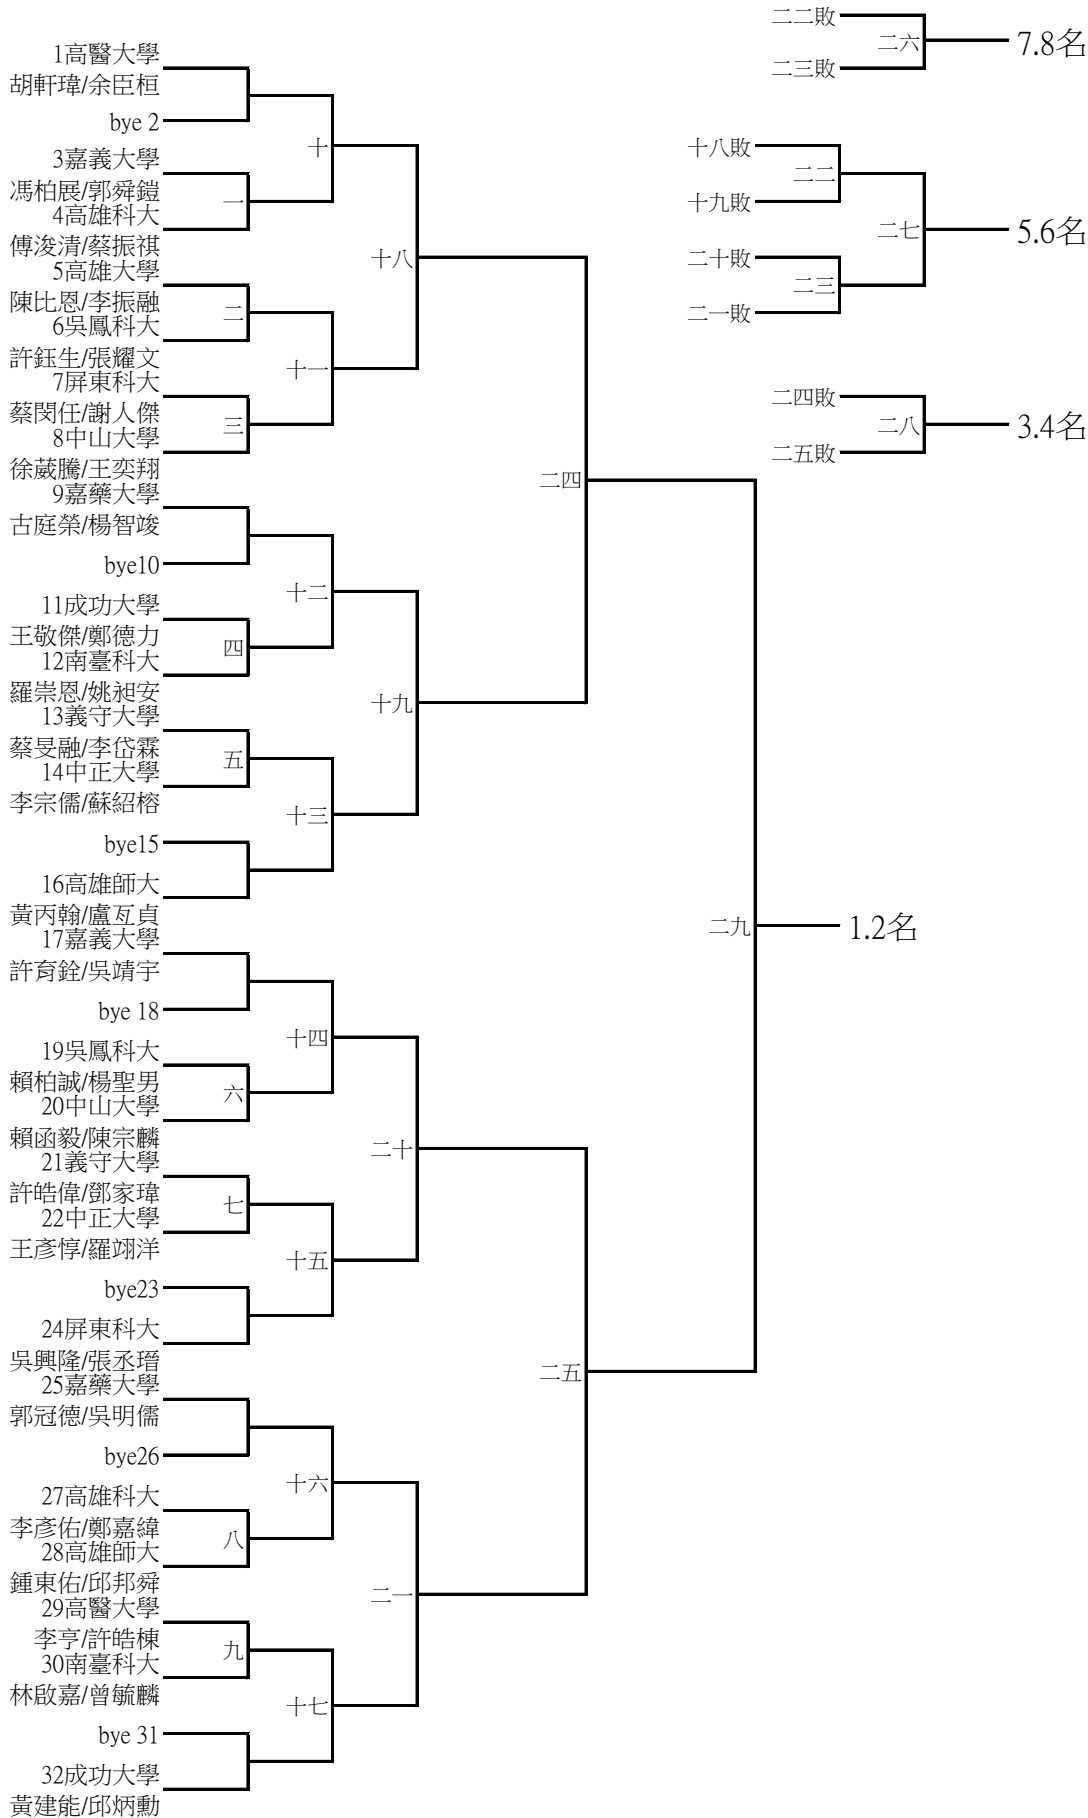 1高醫大學
胡軒瑋/余臣桓
bye 2
3嘉義大學
馮柏展/郭舜鎧
4高雄科大
傅浚清/蔡振祺
5高雄大學
陳比恩/李振融
6吳鳳科大
許鈺生/張耀文
7屏東科大
蔡閔任/謝人傑
8中山大學
徐葳騰/王奕翔
9嘉藥大學
古庭榮/楊智竣
bye10
11成功大學
王敬傑/鄭德力
12南臺科大
羅崇恩/姚昶安
13義守大學
蔡旻融/李岱霖
14中正大學
李宗儒/蘇紹榕
bye15
16高雄師大
黃丙翰/盧亙貞
17嘉義大學
許育銓/吳靖宇
bye 18
19吳鳳科大
賴柏誠/楊聖男
20中山大學
賴函毅/陳宗麟
21義守大學
許皓偉/鄧家瑋
22中正大學
王彥惇/羅翊洋
bye23
24屏東科大
吳興隆/張丞瑨
25嘉藥大學
郭冠德/吳明儒
bye26
27高雄科大
李彥佑/鄭嘉緯
28高雄師大
鍾東佑/邱邦舜
29高醫大學
李亨/許皓棟
30南臺科大
林啟嘉/曾毓麟
bye 31
32成功大學
黃建能/邱炳勳
一
二
三
四
五
六
七
八
九
十
十一
十二
十三
十四
十五
十六
十七
十八
十九
二十
二一
二四
二五
二九
1.2名
二二敗
二六
二三敗
7.8名
十八敗
二二
十九敗
二七
5.6名
二十敗
二三
二一敗
二四敗
二八
二五敗
3.4名